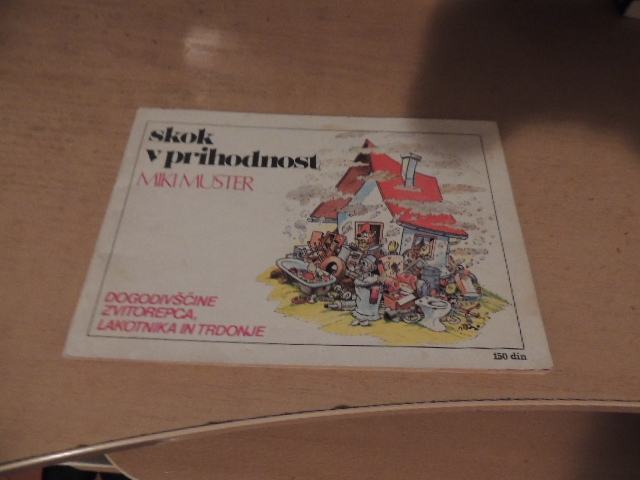 skok
v prihodnost
MIKI MUSTER
DOGODIVŠČINE
ZVITOREPCA,
LAKOTNIKA IN TRDONJE
150 din